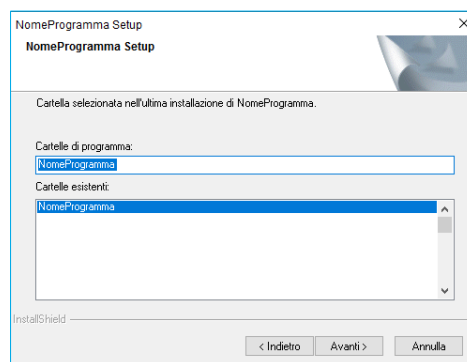 NomeProgramma Setup
NomeProgramma Setup
Cartella selezionata nell'ultima installazione di NomeProgramma.
Cartelle di programma:
NomeProgramma
Cartelle esistenti:
NomeProgramma
InstallShield
< Indietro Avanti > Annulla